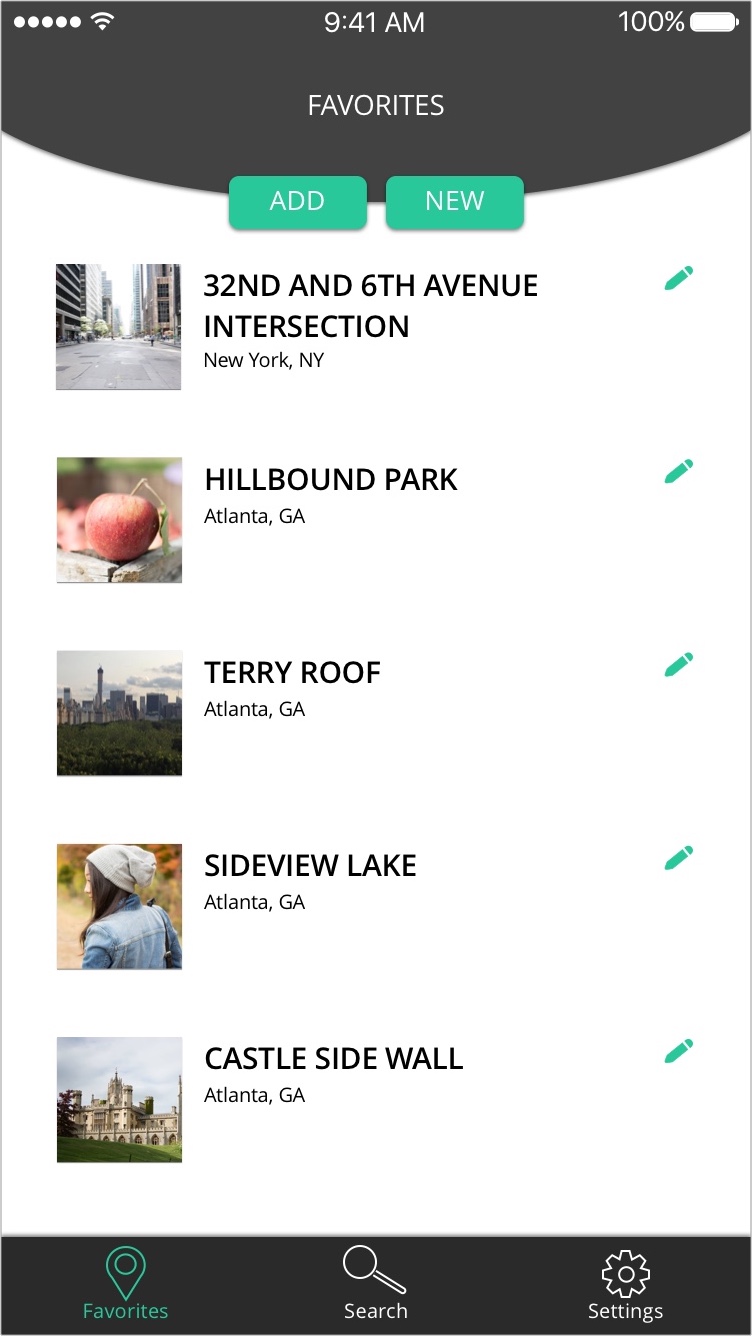 9:41 AM
100%
FAVORITES
ADD
NEW
32ND AND 6TH AVENUE
INTERSECTION
New York, NY
HILLBOUND PARK
Atlanta, GA
TERRY ROOF
Atlanta, GA
SIDEVIEW LAKE
Atlanta, GA
CASTLE SIDE WALL
Atlanta, GA
Favorites
Search
Settings